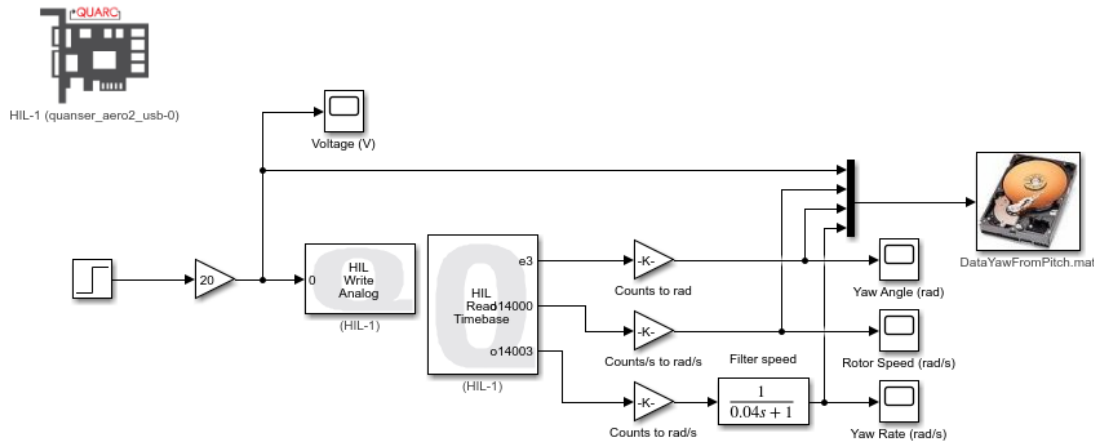 QUARC
HIL-1 (quanser_aero2_usb-0)
Voltage (V)
20
0
HIL
Write
Analog
(HIL-1)
HIL
Read
Timebase
e3
o14000
o14003
(HIL-1)
-K-
Counts to rad
-K-
Counts/s to rad/s
-K-
Counts to rad/s
Filter speed
1
0.04s + 1
DataYawFromPitch.mat
Yaw Angle (rad)
Rotor Speed (rad/s)
Yaw Rate (rad/s)